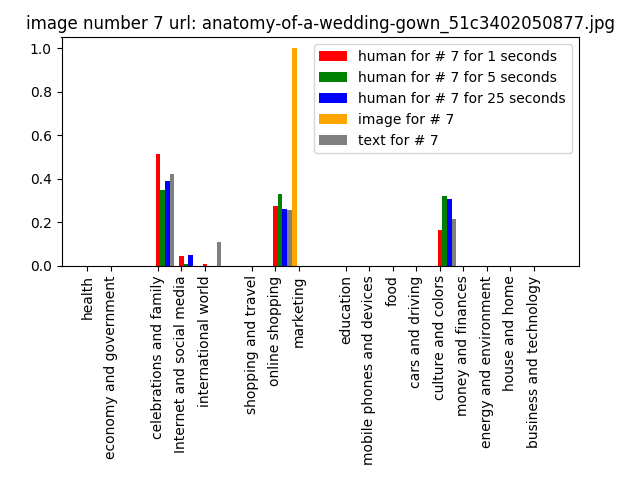 image number 7 url: anatomy-of-a-wedding-gown_51c3402050877.jpg
1.0
0.8
0.6
0.4
0.2
0.0
human for # 7 for 1 seconds
human for # 7 for 5 seconds
human for # 7 for 25 seconds
image for # 7
text for # 7
health
economy and government
celebrations and family
Internet and social media
international world
shopping and travel
online shopping
marketing
education
mobile phones and devices
food
cars and driving
culture and colors
money and finances
energy and environment
house and home
business and technology